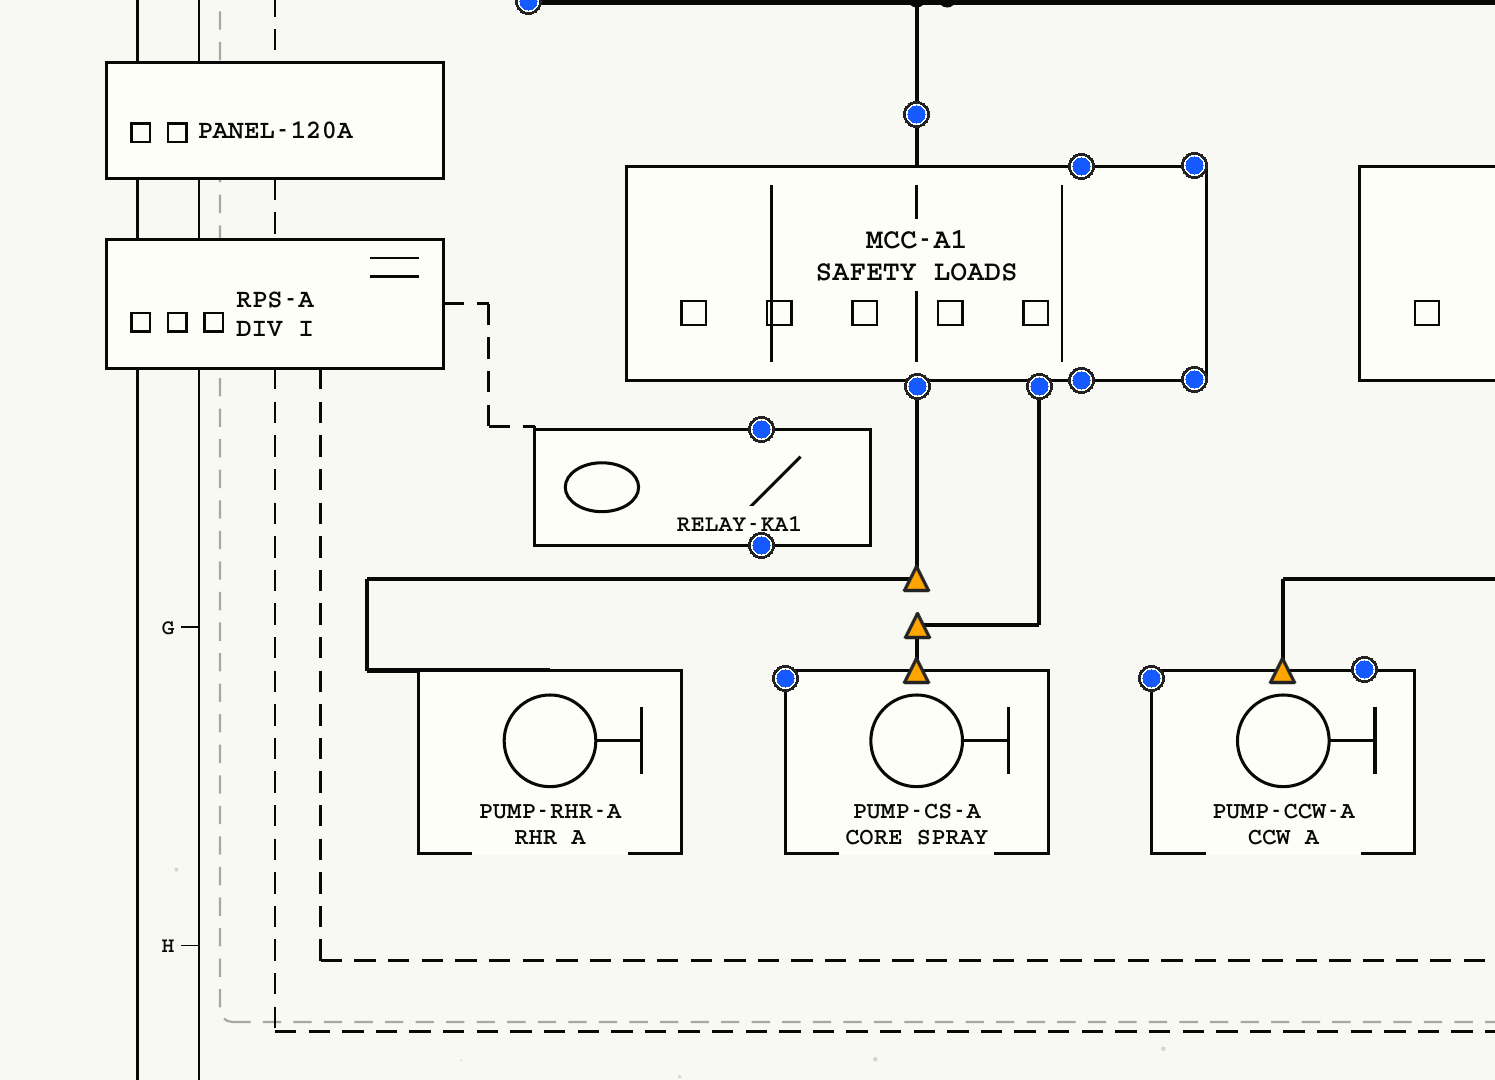 PANEL-120A
MCC-A1
SAFETY LOADS
RPS-A
DIV I
RELAY-KA1
G
PUMP-RHR-A
RHR A
PUMP-CS-A
CORE SPRAY
PUMP-CCW-A
CCW A
H